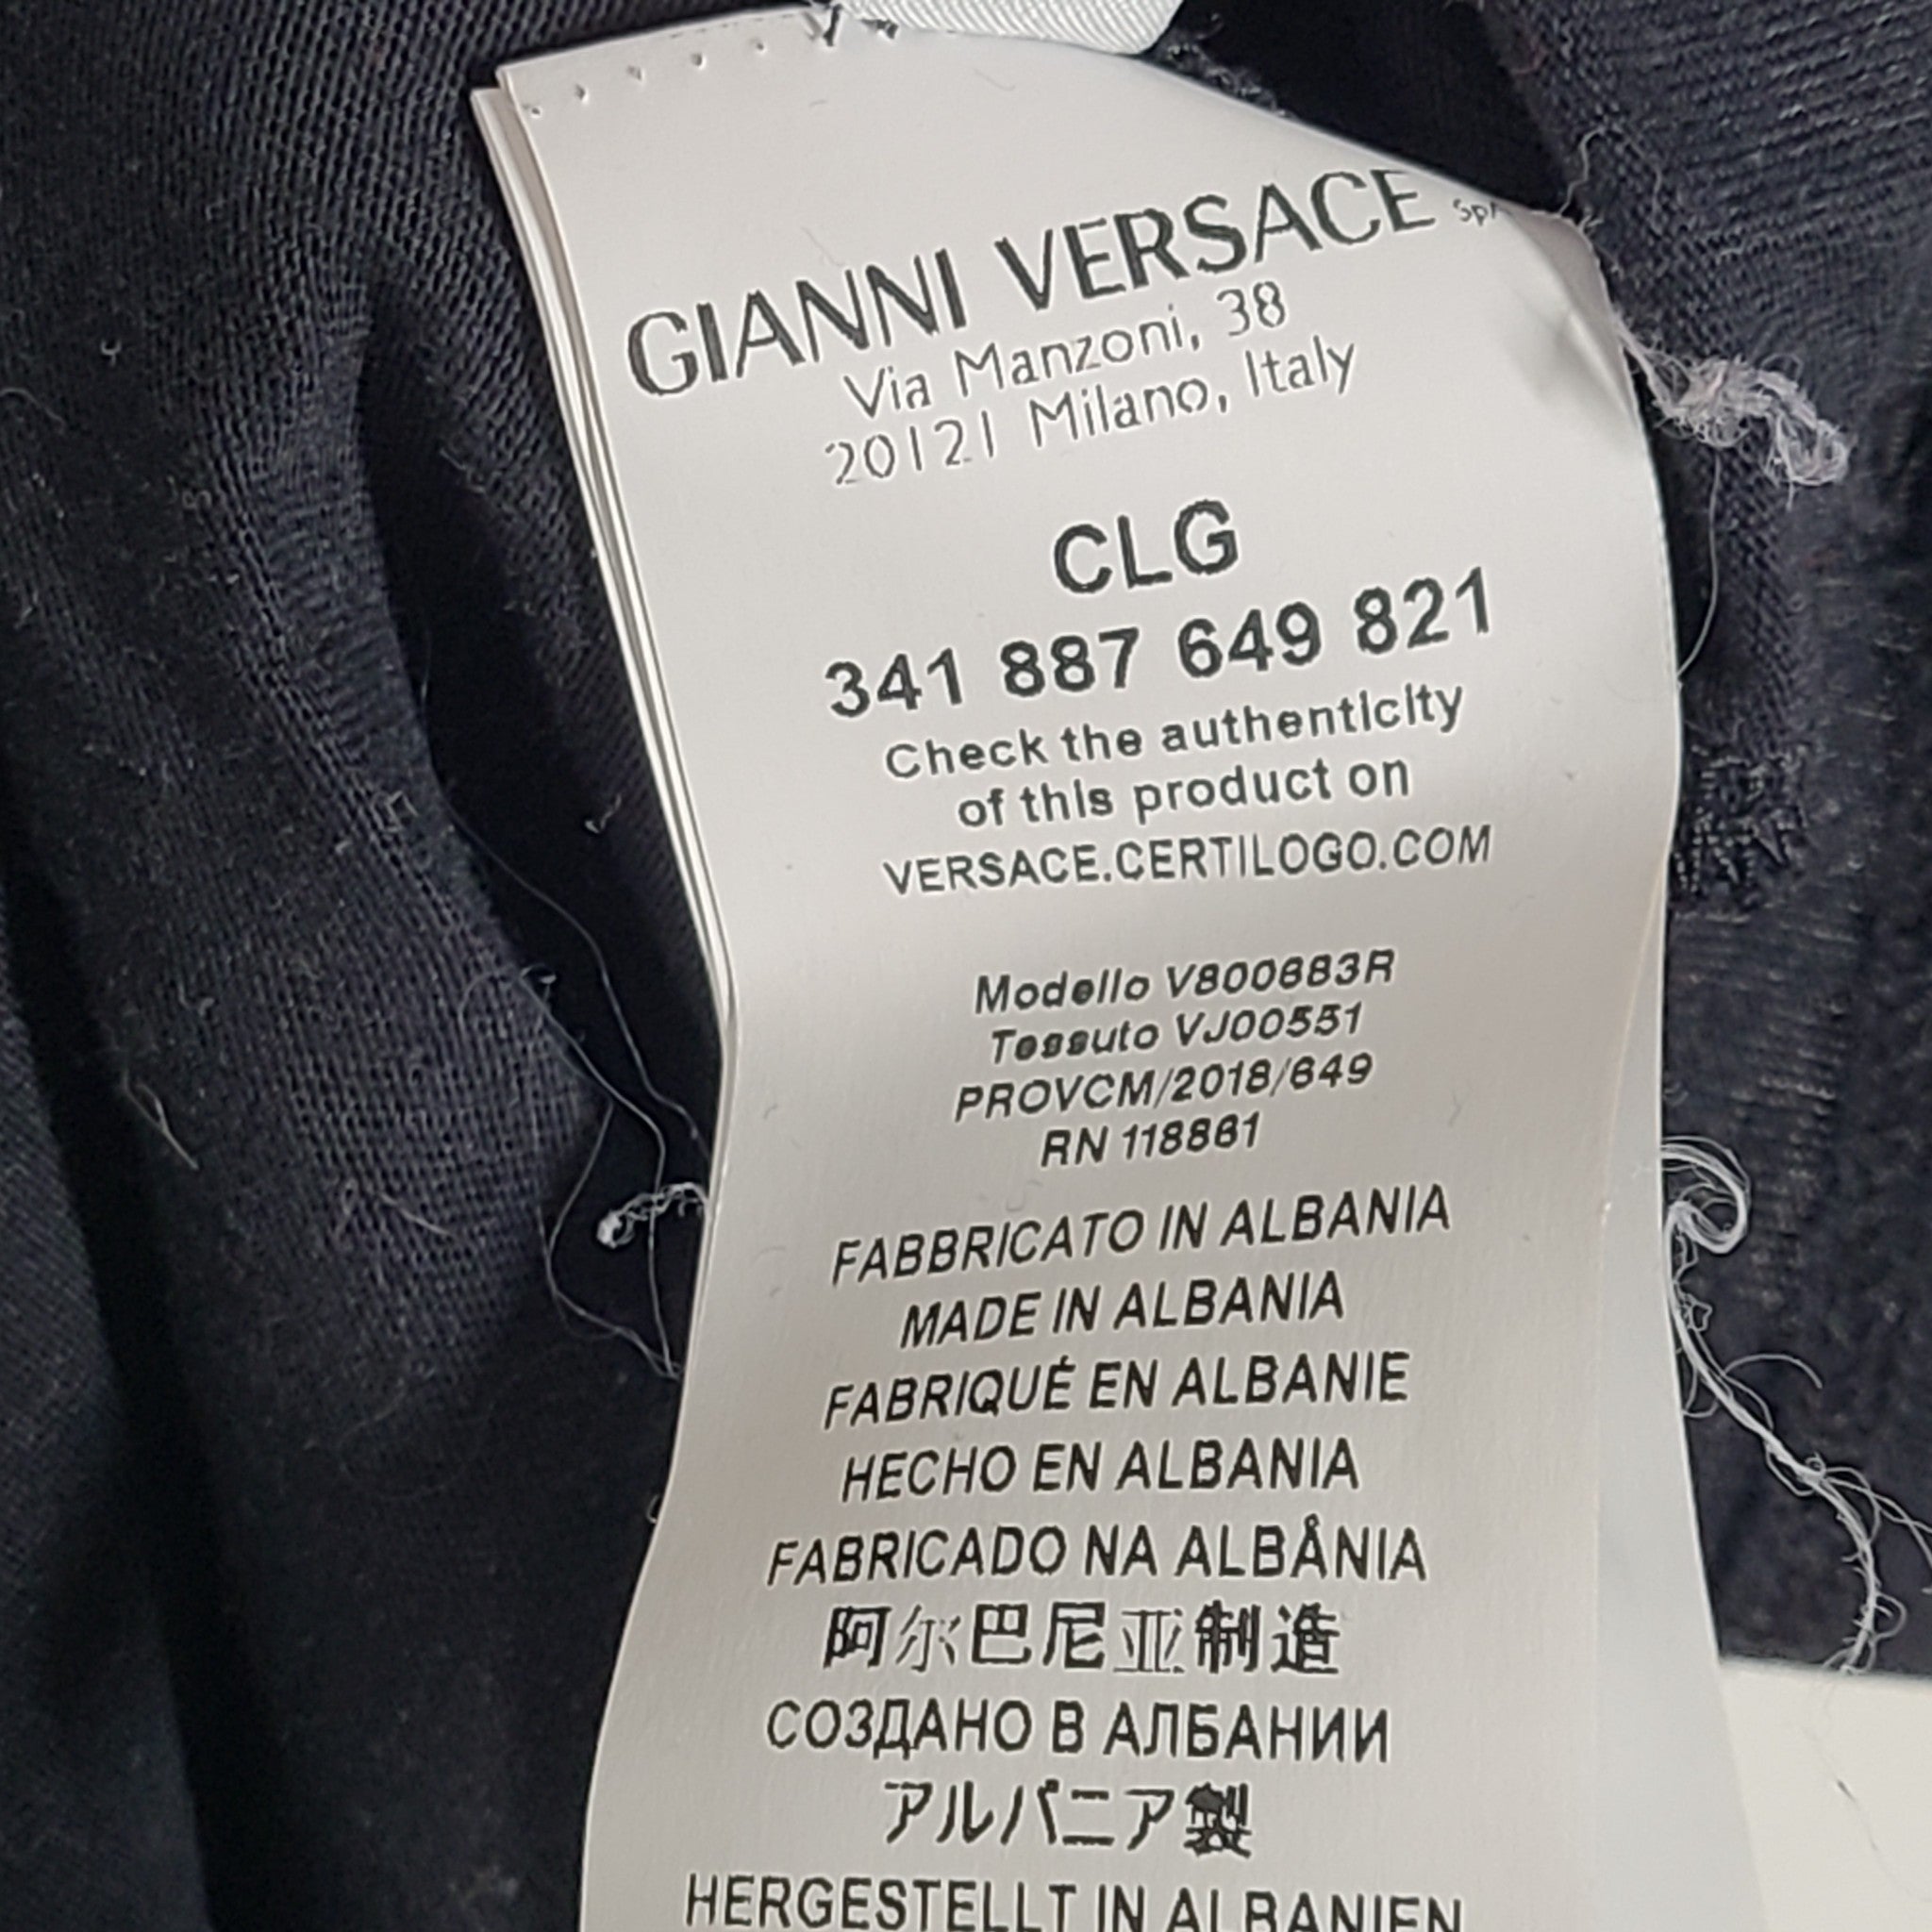 GIANNI VERSACE SpA
Via Manzoni, 38
20121 Milano, Italy
CLG
341 887 649 821
Check the authenticity
of this product on
VERSACE.CERTILOGO.COM
Modello V800683R
Tessuto VJ00551
PROVCM/2018/649
RN 118861
FABBRICATO IN ALBANIA
MADE IN ALBANIA
FABRIQUÉ EN ALBANIE
HECHO EN ALBANIA
FABRICADO NA ALBÂNIA
阿尔巴尼亚制造
СОЗДАНО В АЛБАНИИ
アルバニア製
HERGESTELLT IN ALBANIEN